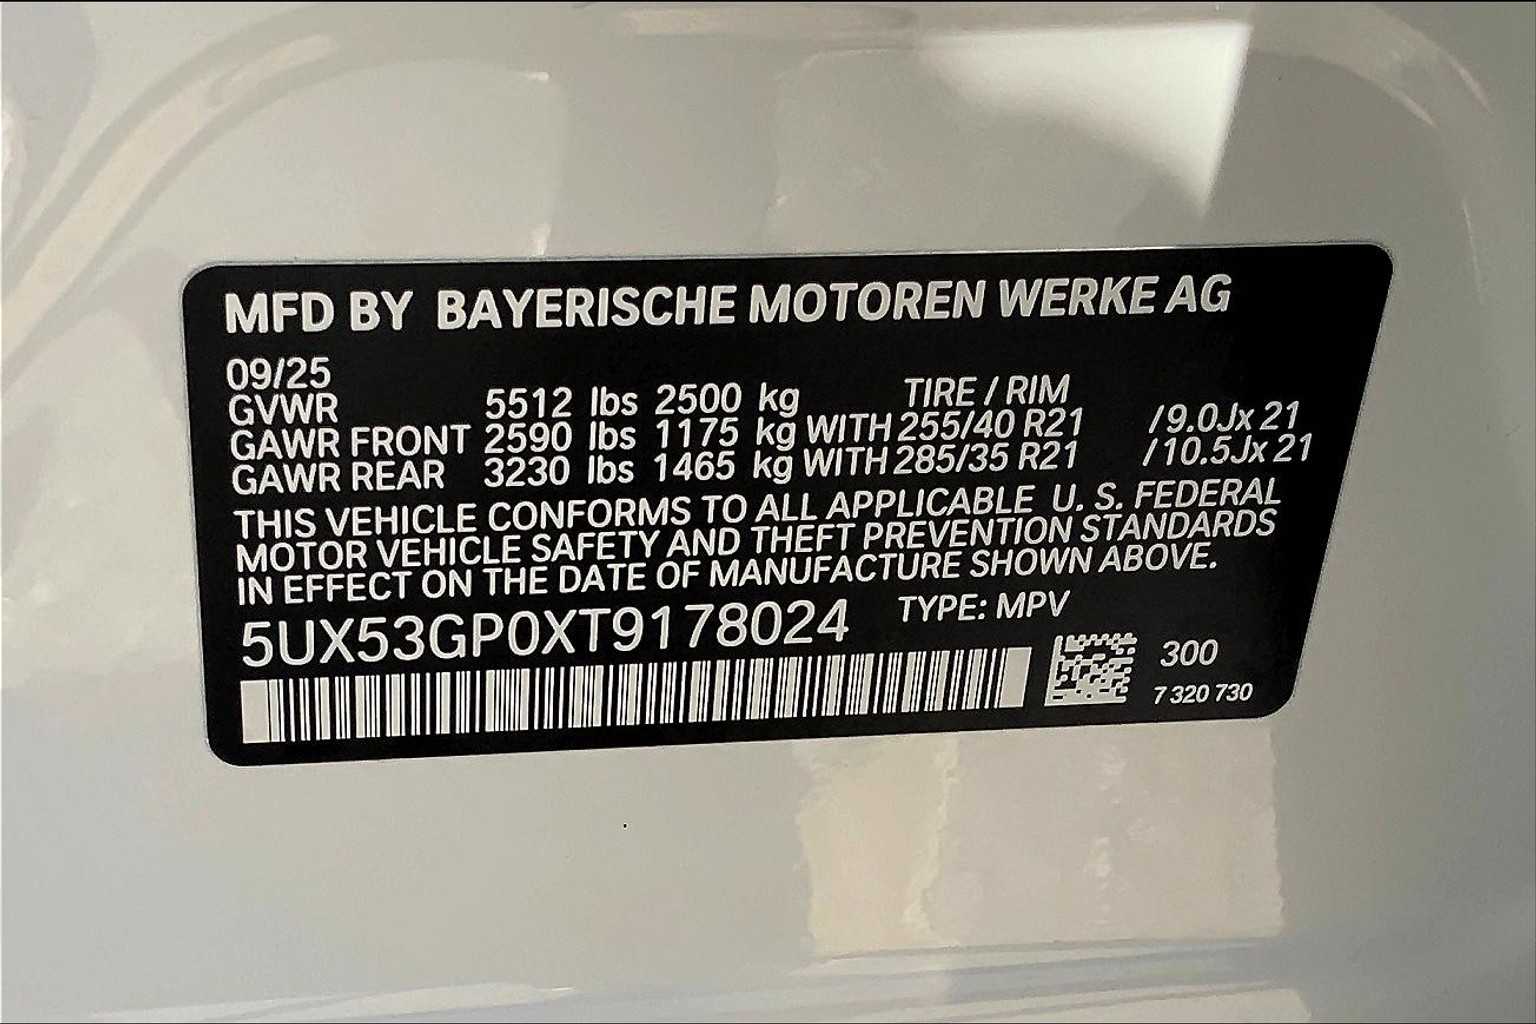 MFD BY BAYERISCHE MOTOREN WERKE AG
09/25
GVWR 5512 lbs 2500 kg TIRE / RIM
GAWR FRONT 2590 lbs 1175 kg WITH 255/40 R21 /9.0Jx 21
GAWR REAR 3230 lbs 1465 kg WITH 285/35 R21 /10.5Jx 21
THIS VEHICLE CONFORMS TO ALL APPLICABLE U. S. FEDERAL
MOTOR VEHICLE SAFETY AND THEFT PREVENTION STANDARDS
IN EFFECT ON THE DATE OF MANUFACTURE SHOWN ABOVE.
5UX53GP0XT9178024 TYPE: MPV
300
7 320 730